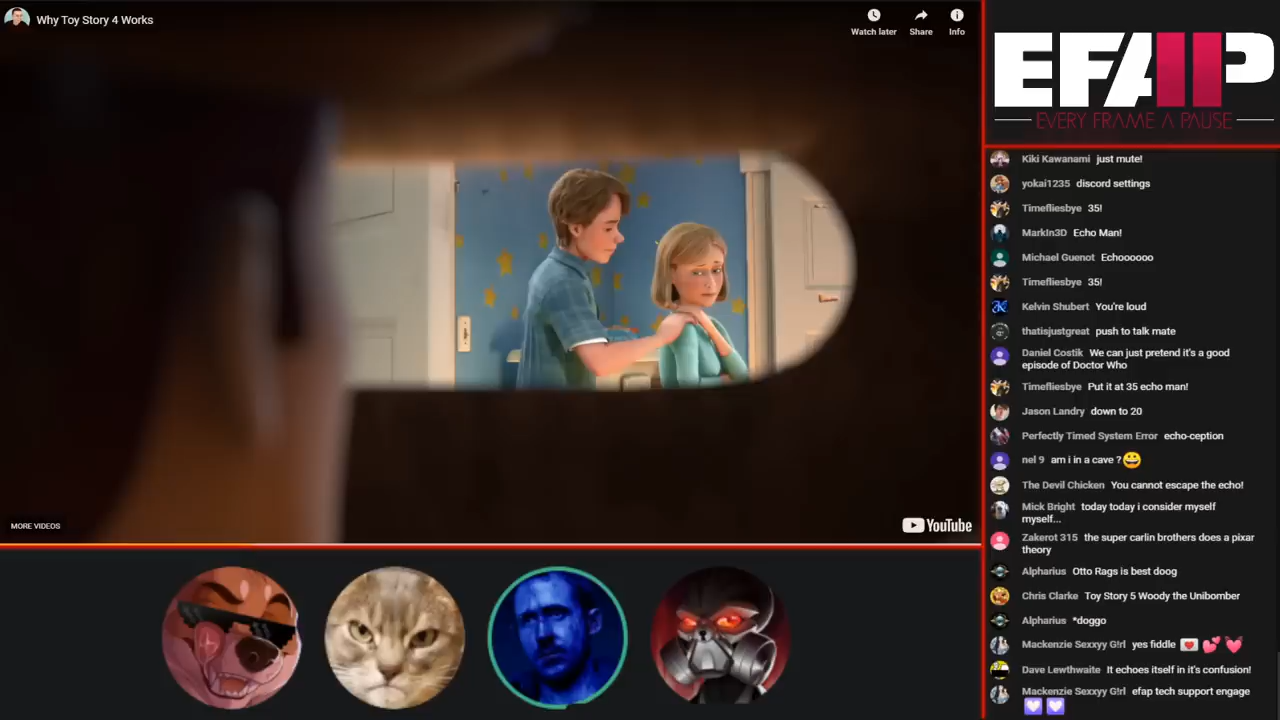 Why Toy Story 4 Works
Watch later
Share
Info
MORE VIDEOS
YouTube
EFAP
EVERY FRAME A PAUSE
Kiki Kawanami just mute!
yokai1235 discord settings
Timefliesbye 35!
MarkIn3D Echo Man!
Michael Guenot Echoooooo
Timefliesbye 35!
Kelvin Shubert You're loud
thatisjustgreat push to talk mate
Daniel Costik We can just pretend it's a good
episode of Doctor Who
Timefliesbye Put it at 35 echo man!
Jason Landry down to 20
Perfectly Timed System Error echo-ception
nel 9 am i in a cave ?😀
The Devil Chicken You cannot escape the echo!
Mick Bright today today i consider myself
myself...
Zakerot 315 the super carlin brothers does a pixar
theory
Alpharius Otto Rags is best doog
Chris Clarke Toy Story 5 Woody the Unibomber
Alpharius *doggo
Mackenzie Sexxyy G!rl yes fiddle 💌 💕 💓
Dave Lewthwaite It echoes itself in it's confusion!
Mackenzie Sexxyy G!rl efap tech support engage
💟 💟